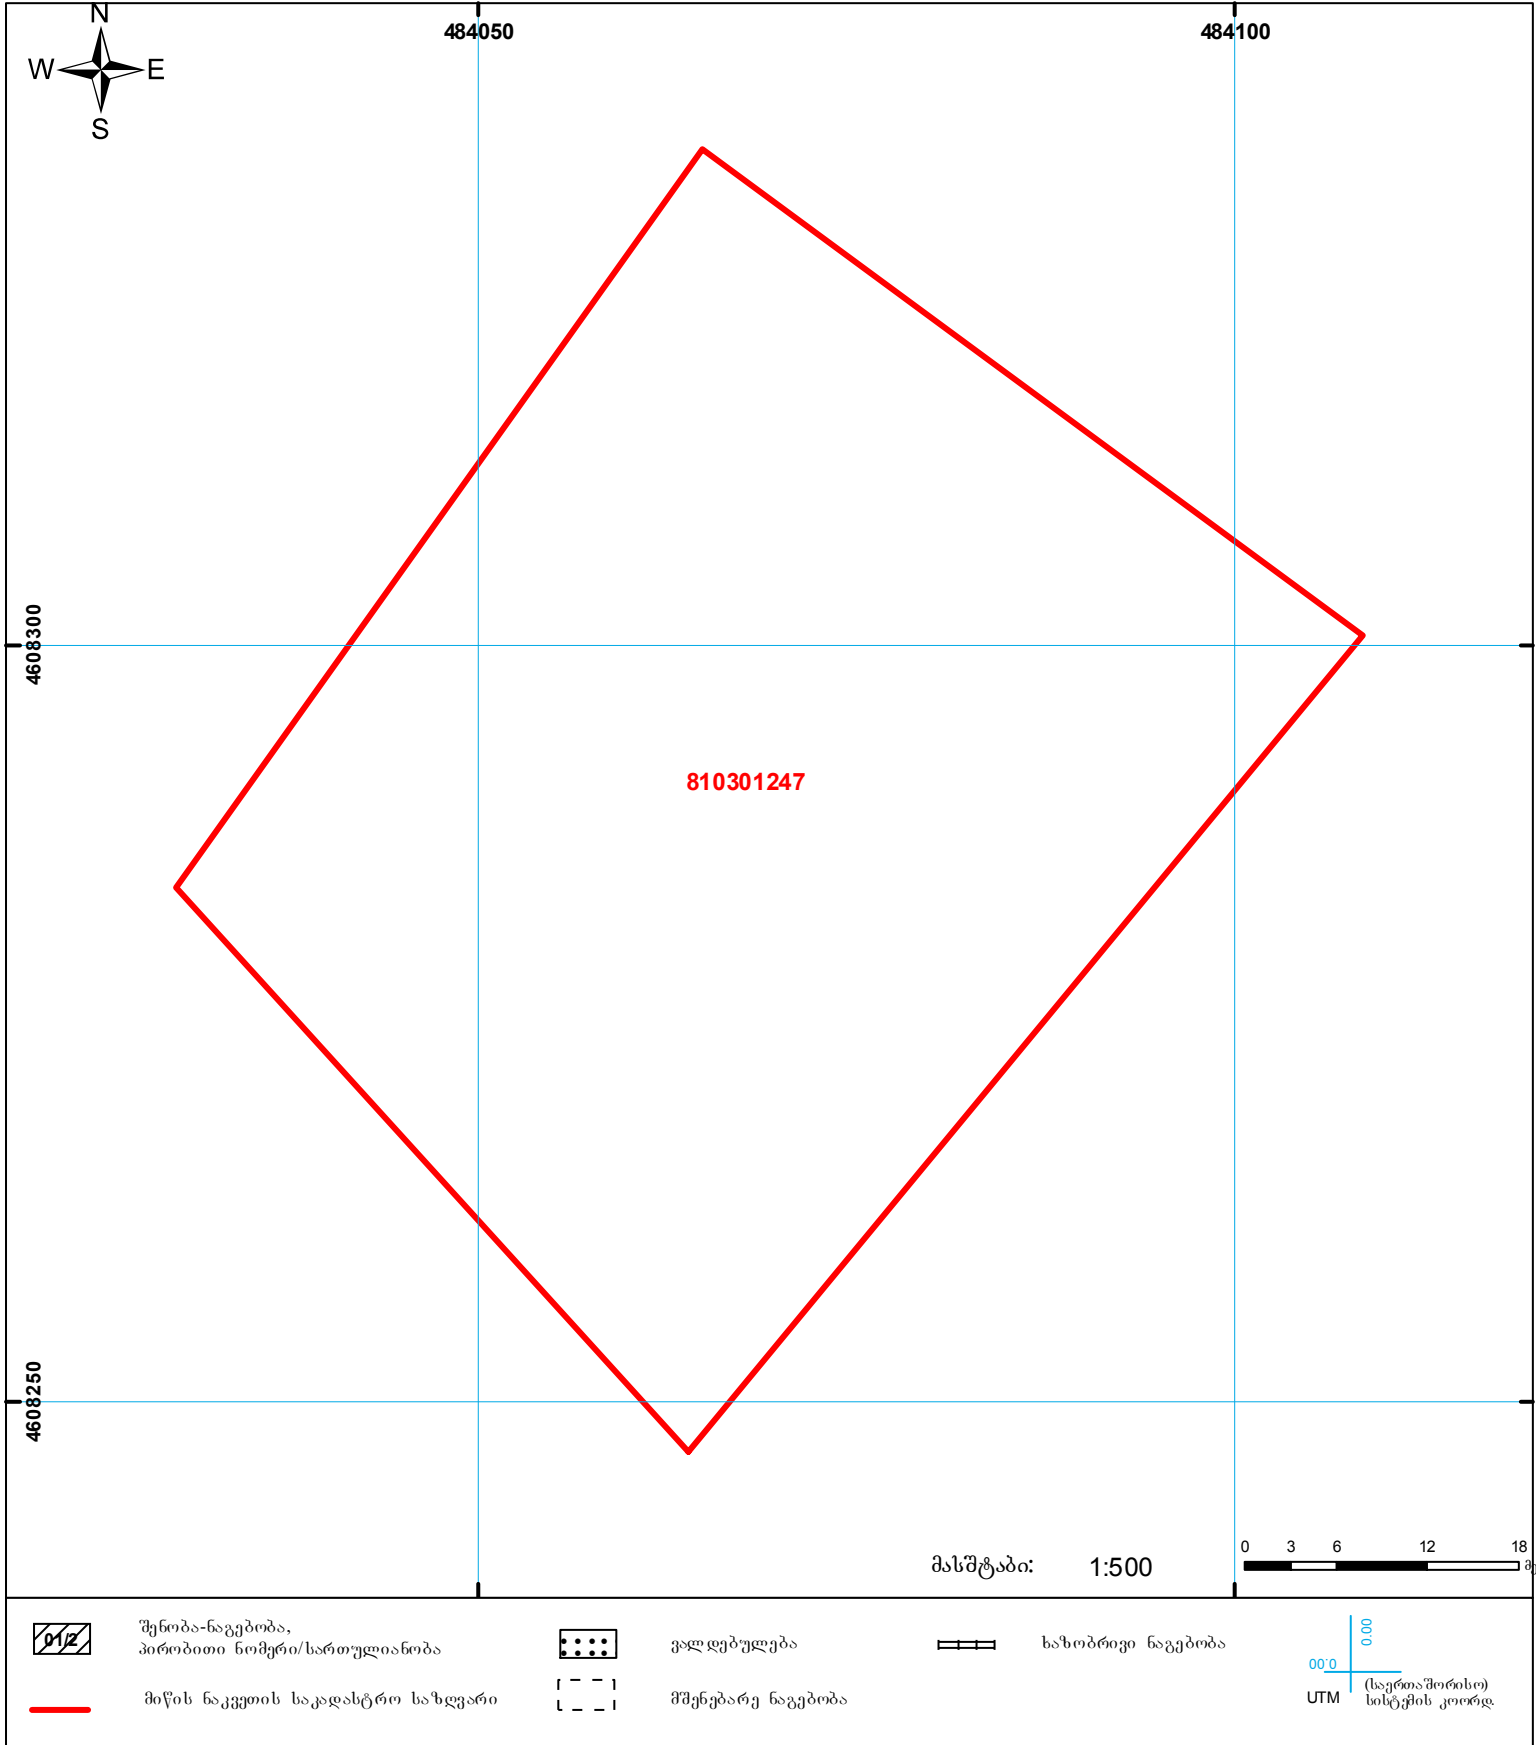 N
484050
484100
W
E
S
4608300
810301247
4608250
მასშტაბი: 1:500
0 3 6 12 18
01/2
შენობა-ნაგებობა,
პირობითი ნომერი/სართულიანობა
ვალდებულება
ხაზობრივი ნაგებობა
00.0
00.0
მიწის ნაკვეთის საკადასტრო საზღვარი
მშენებარე ნაგებობა
UTM
(საერთაშორისო)
სისტემის კოორდ.